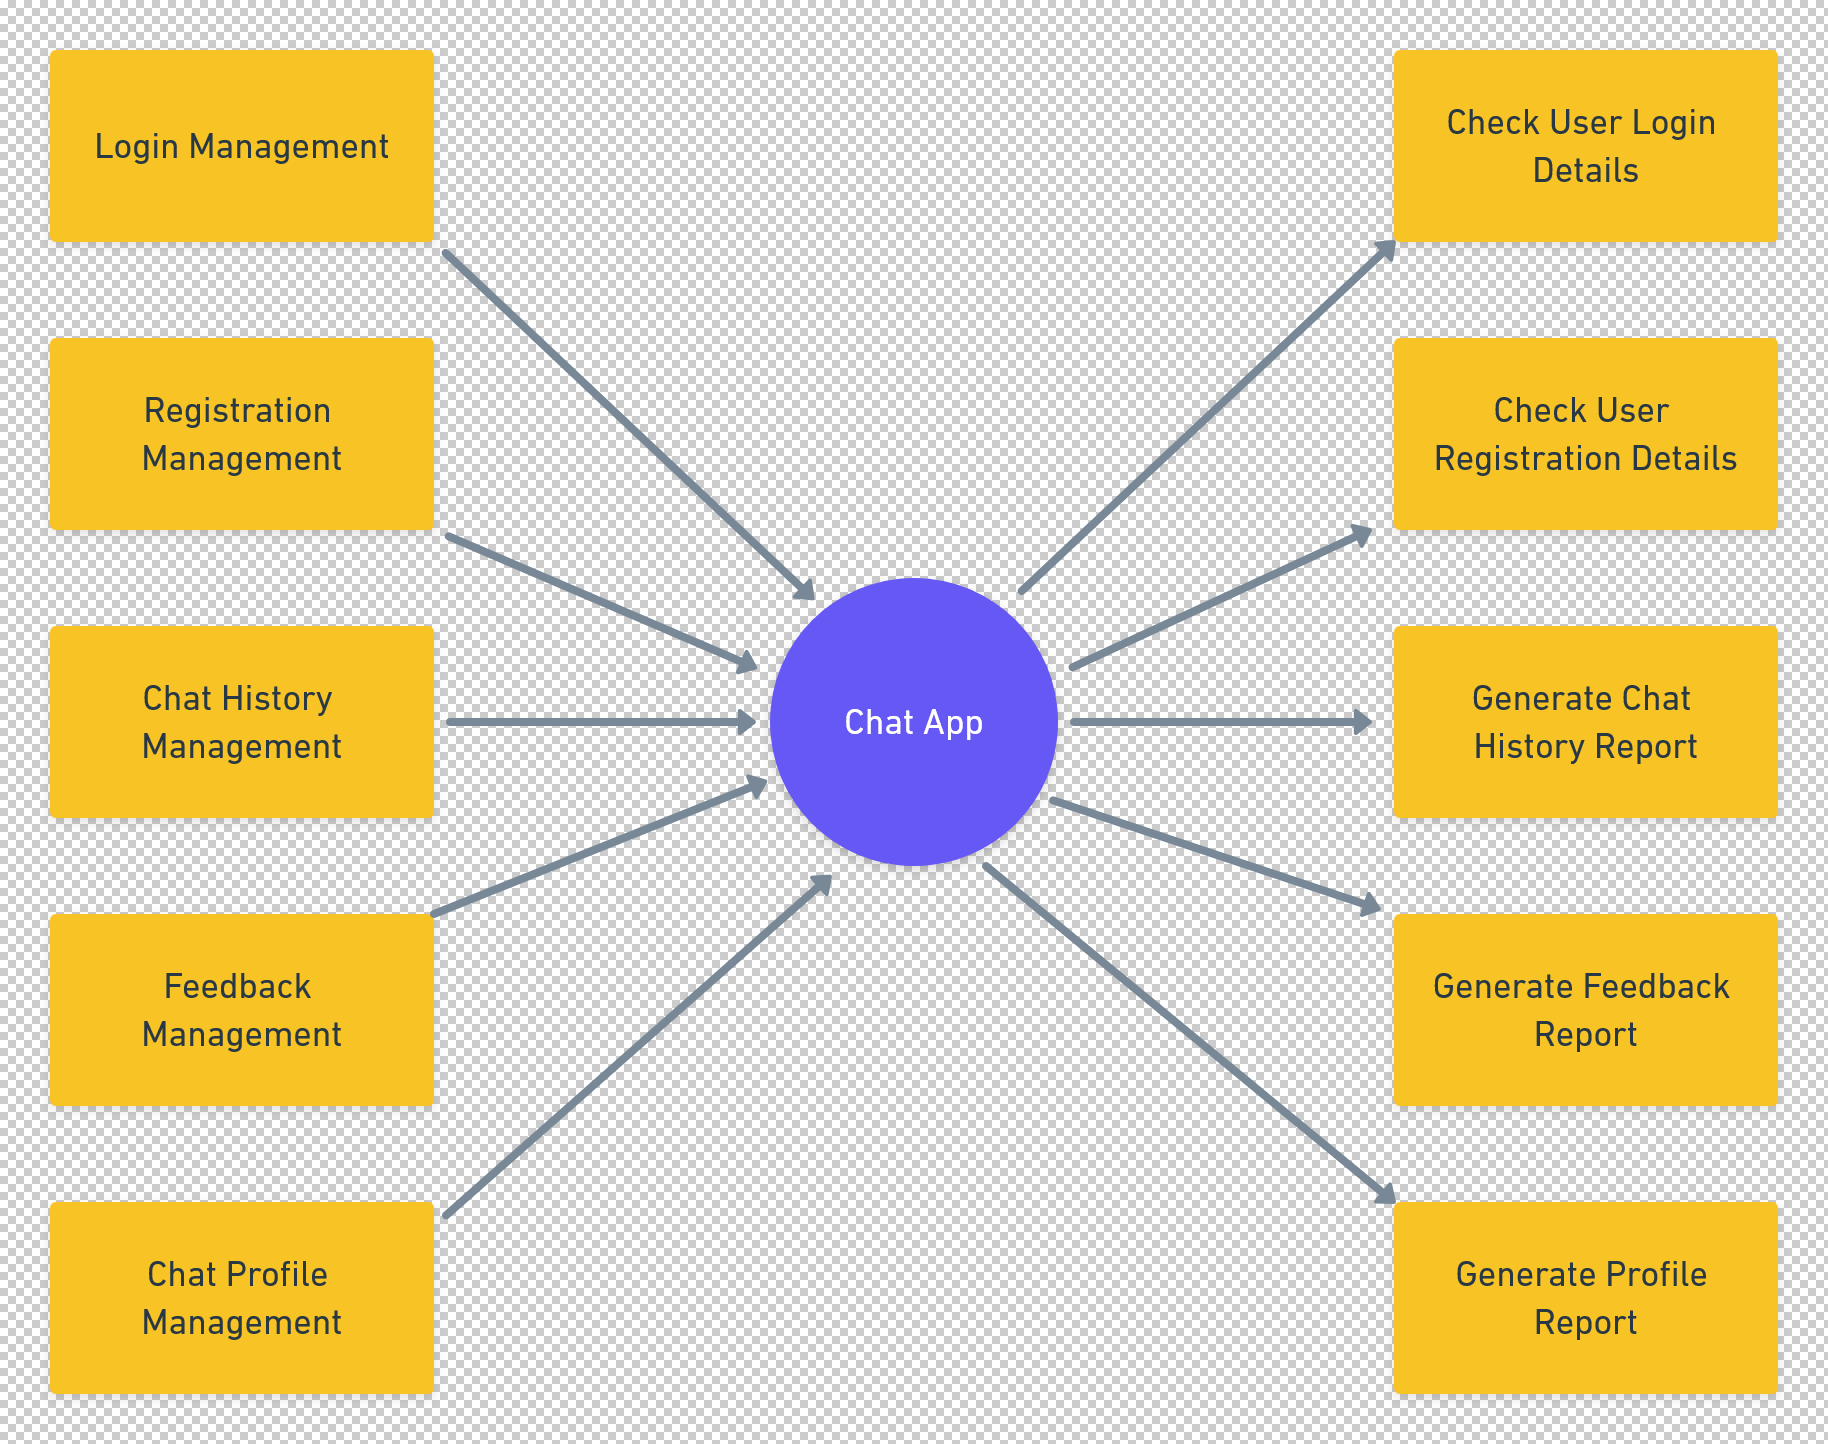 Login Management
Registration
Management
Chat History
Management
Feedback
Management
Chat Profile
Management
Chat App
Check User Login
Details
Check User
Registration Details
Generate Chat
History Report
Generate Feedback
Report
Generate Profile
Report